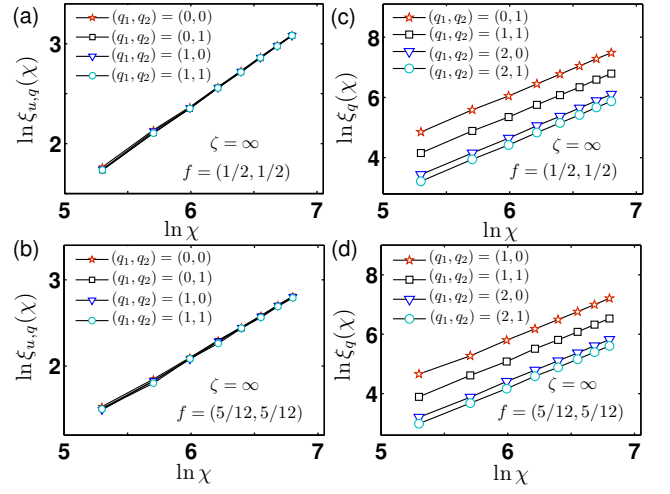 (a)
(q₁, q₂) = (0, 0)
(q₁, q₂) = (0, 1)
(q₁, q₂) = (1, 0)
(q₁, q₂) = (1, 1)
3
2
ln ξu,q(χ)
ζ = ∞
f = (1/2, 1/2)
5 6 7
ln χ
(c)
(q₁, q₂) = (0, 1)
(q₁, q₂) = (1, 1)
(q₁, q₂) = (2, 0)
(q₁, q₂) = (2, 1)
8
6
4
ln ξq(χ)
ζ = ∞
f = (1/2, 1/2)
5 6 7
ln χ
(b)
(q₁, q₂) = (0, 0)
(q₁, q₂) = (0, 1)
(q₁, q₂) = (1, 0)
(q₁, q₂) = (1, 1)
3
2
ln ξu,q(χ)
ζ = ∞
f = (5/12, 5/12)
5 6 7
ln χ
(d)
(q₁, q₂) = (1, 0)
(q₁, q₂) = (1, 1)
(q₁, q₂) = (2, 0)
(q₁, q₂) = (2, 1)
8
6
4
ln ξq(χ)
ζ = ∞
f = (5/12, 5/12)
5 6 7
ln χ